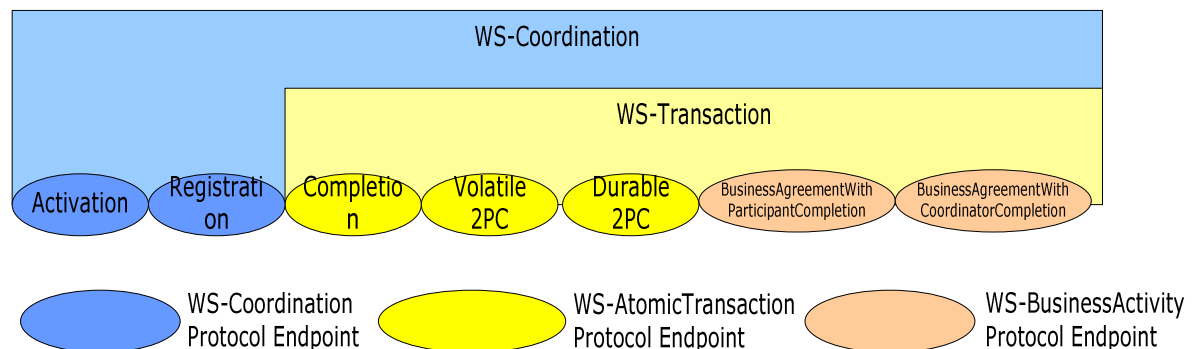 WS-Coordination
WS-Transaction
Activation
Registrati
on
Completio
n
Volatile
2PC
Durable
2PC
BusinessAgreementWith
ParticipantCompletion
BusinessAgreementWith
CoordinatorCompletion
WS-Coordination
Protocol Endpoint
WS-AtomicTransaction
Protocol Endpoint
WS-BusinessActivity
Protocol Endpoint